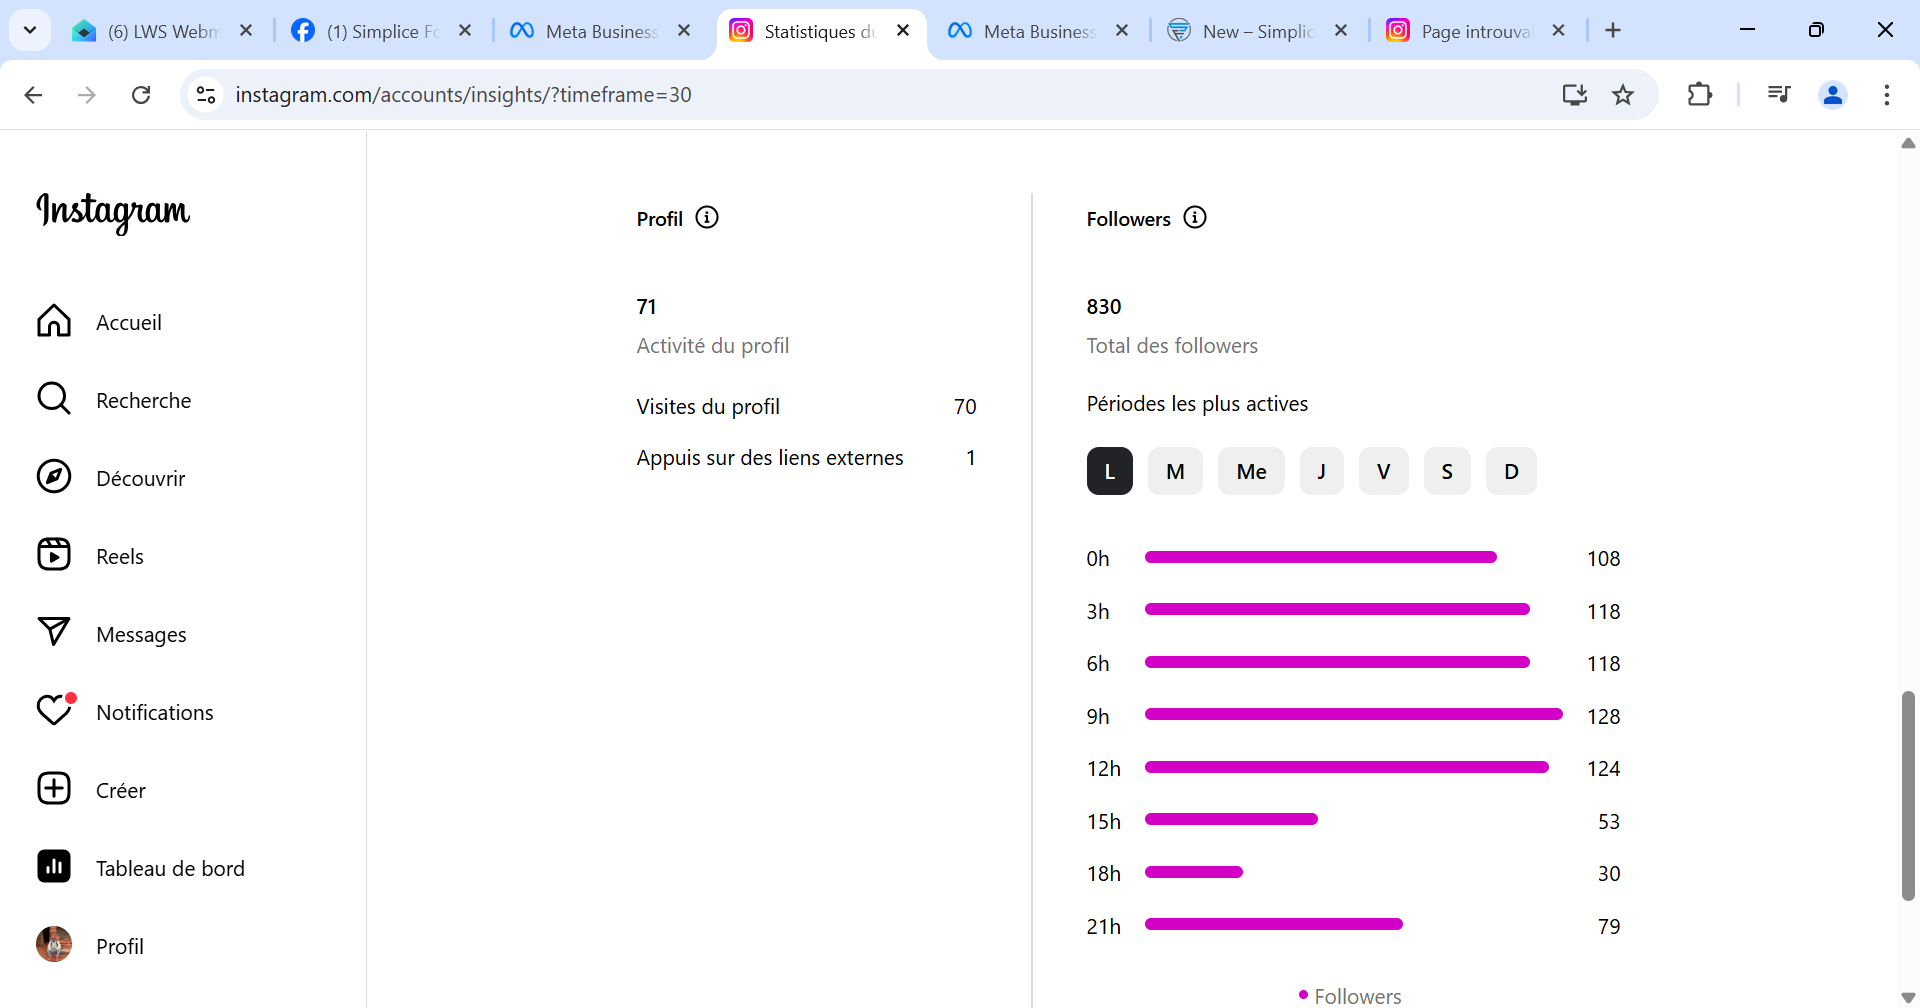 (6) LWS Webm
(1) Simplice Fo
Meta Business
Statistiques du
Meta Business
New – Simplic
Page introuva
instagram.com/accounts/insights/?timeframe=30
Instagram
Accueil
Recherche
Découvrir
Reels
Messages
Notifications
Créer
Tableau de bord
Profil
Profil
71
Activité du profil
Visites du profil 70
Appuis sur des liens externes 1
Followers
830
Total des followers
Périodes les plus actives
L M Me J V S D
0h 108
3h 118
6h 118
9h 128
12h 124
15h 53
18h 30
21h 79
Followers